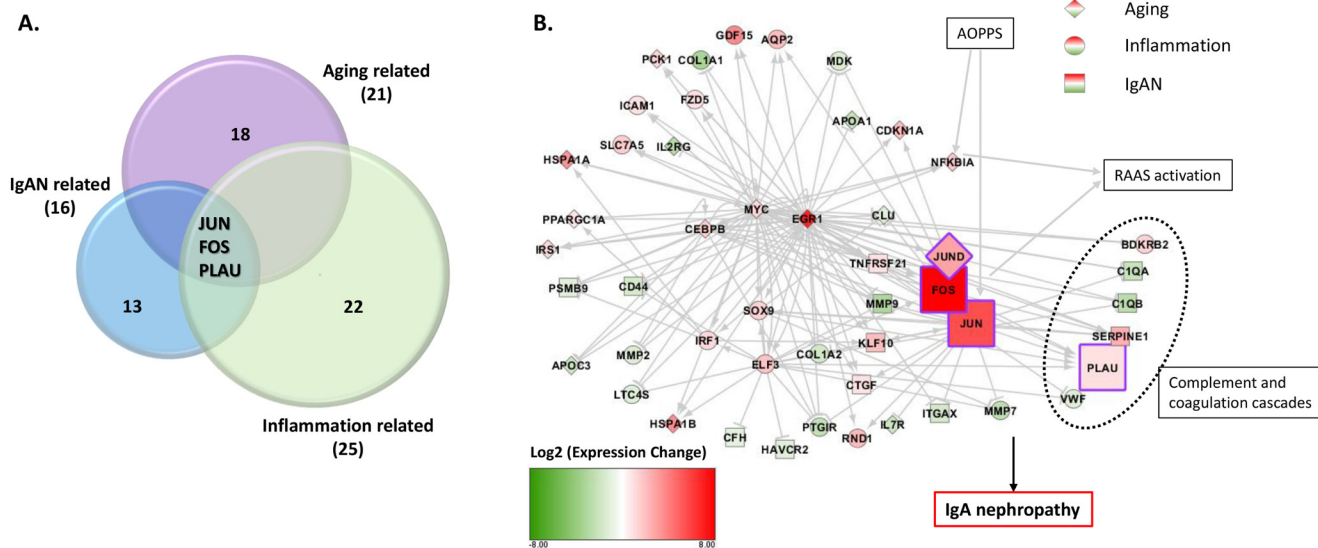 A.
Aging related
(21)
18
IgAN related
(16)
JUN
FOS
PLAU
13
22
Inflammation related
(25)
B.
Aging
Inflammation
IgAN
AOPPS
GDF15
AQP2
PCK1
COL1A1
MDK
ICAM1
FZD5
APOA1
CDKN1A
SLC7A5
IL2RG
HSPA1A
NFKBIA
RAAS activation
PPARGC1A
MYC
EGR1
CLU
CEBPB
IRS1
BDKRB2
JUND
TNFRSF21
C1QA
PSMB9
CD44
FOS
MMP9
C1QB
SOX9
JUN
SERPINE1
IRF1
KLF10
MMP2
COL1A2
APOC3
ELF3
PLAU
CTGF
Complement and
coagulation cascades
LTC4S
VWF
ITGAX
MMP7
HSPA1B
PTGIR
IL7R
CFH
RND1
HAVCR2
Log2 (Expression Change)
-8.00
8.00
IgA nephropathy